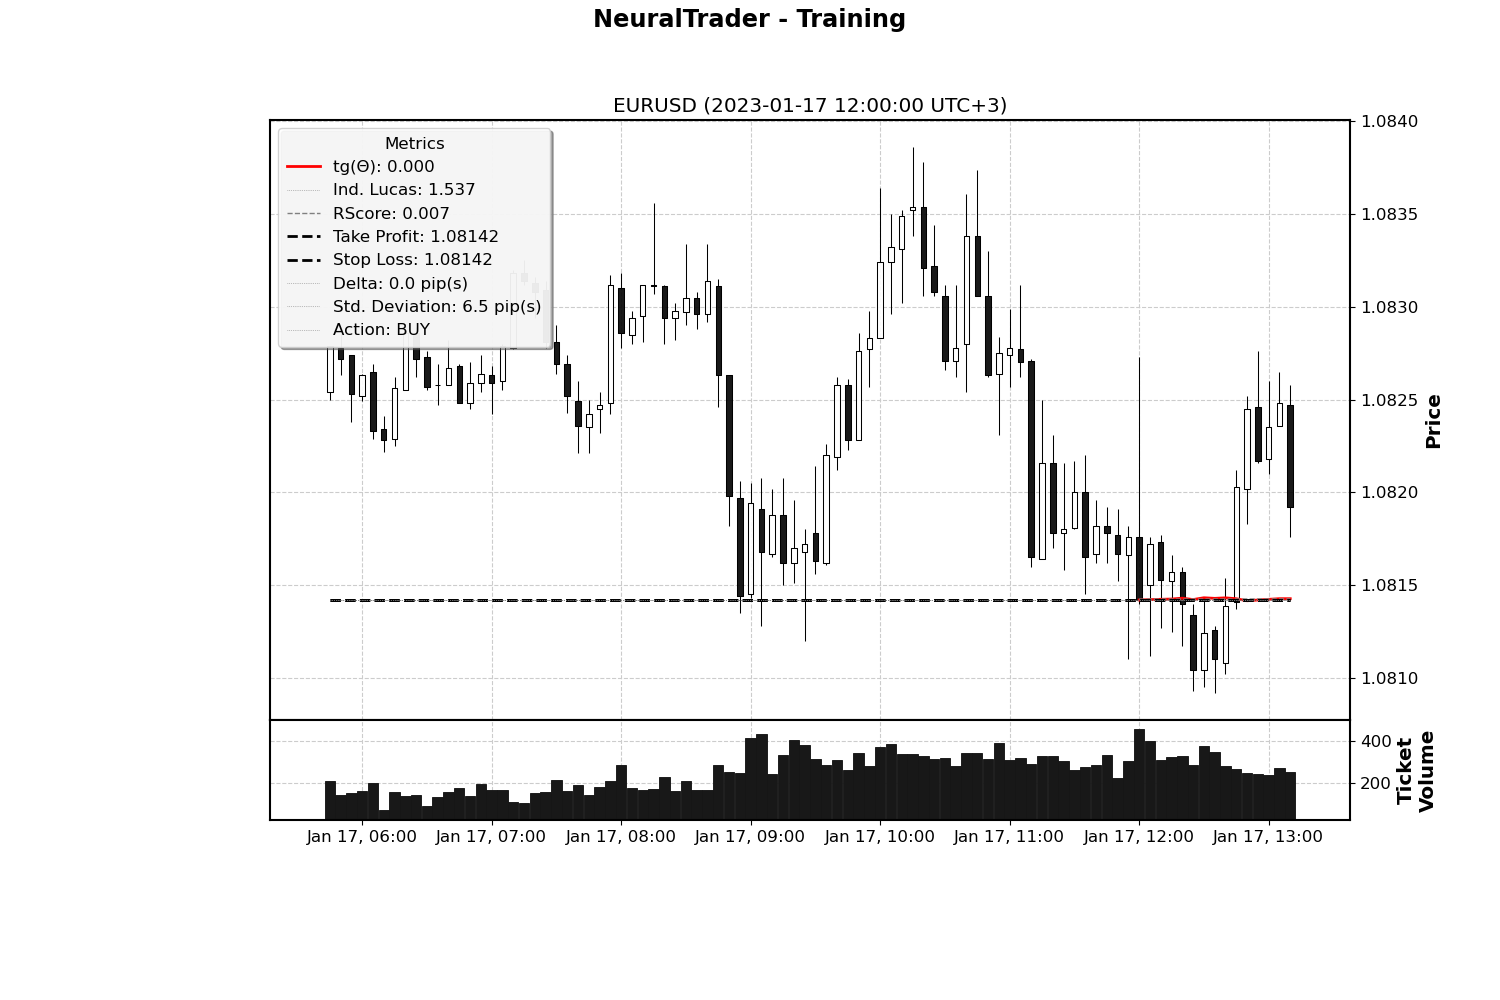 NeuralTrader - Training
EURUSD (2023-01-17 12:00:00 UTC+3)
Metrics
tg(Θ): 0.000
Ind. Lucas: 1.537
RScore: 0.007
Take Profit: 1.08142
Stop Loss: 1.08142
Delta: 0.0 pip(s)
Std. Deviation: 6.5 pip(s)
Action: BUY
1.0840
1.0835
1.0830
1.0825
1.0820
1.0815
1.0810
Price
400
200
Ticket
Volume
Jan 17, 06:00
Jan 17, 07:00
Jan 17, 08:00
Jan 17, 09:00
Jan 17, 10:00
Jan 17, 11:00
Jan 17, 12:00
Jan 17, 13:00